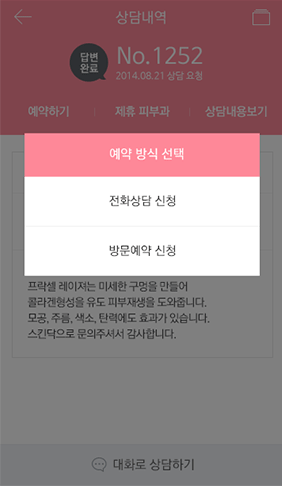 상담내역
답변
완료
No.1252
2014.08.21 상담 요청
예약하기
제휴 피부과
상담내용보기
예약 방식 선택
전화상담 신청
방문예약 신청
프락셀 레이져는 미세한 구멍을 만들어
콜라겐형성을 유도 피부재생을 도와줍니다.
모공, 주름, 색소, 탄력에도 효과가 있습니다.
스킨닥으로 문의주셔서 감사합니다.
대화로 상담하기